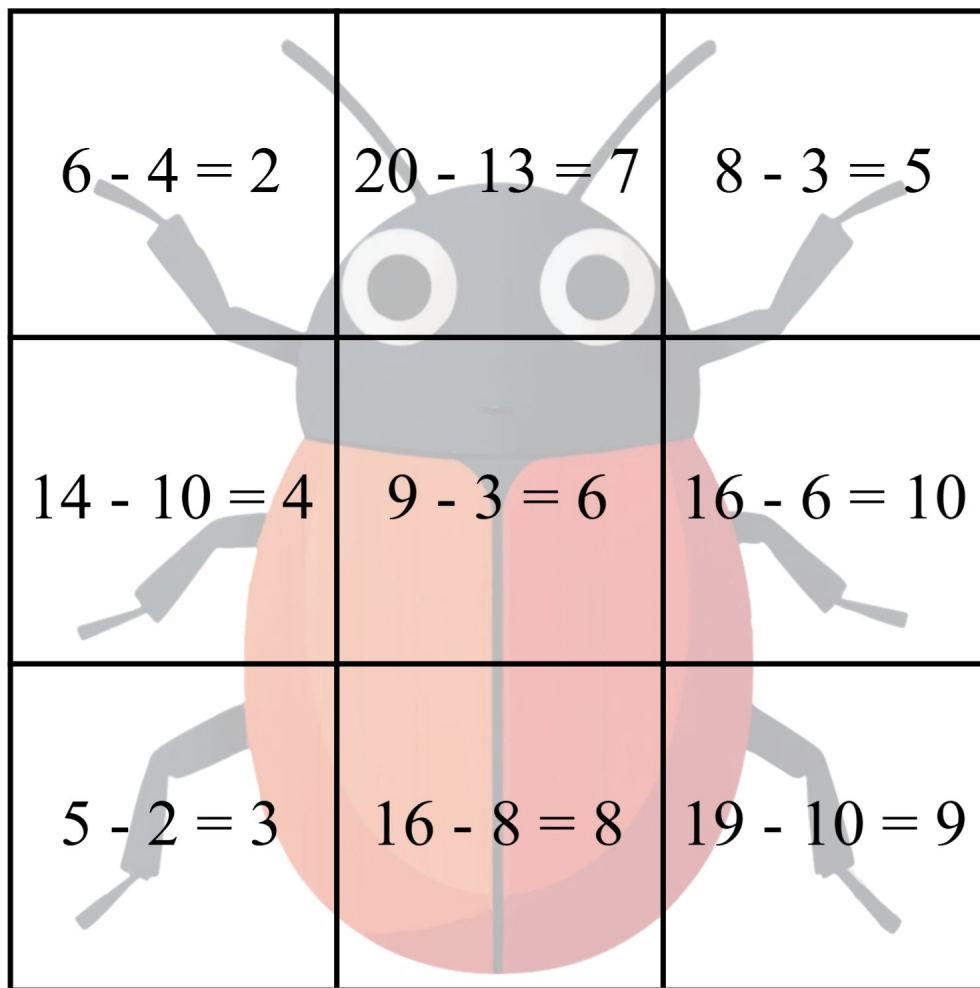 6 - 4 = 2
20 - 13 = 7
8 - 3 = 5
14 - 10 = 4
9 - 3 = 6
16 - 6 = 10
5 - 2 = 3
16 - 8 = 8
19 - 10 = 9